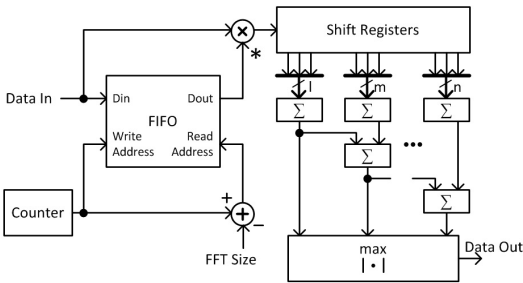 Shift Registers
×
*
l
m
n
Data In
Din
Dout
Σ
Σ
Σ
FIFO
Write
Address
Read
Address
Σ
•••
+
Counter
+
−
Σ
FFT Size
max
| • |
Data Out